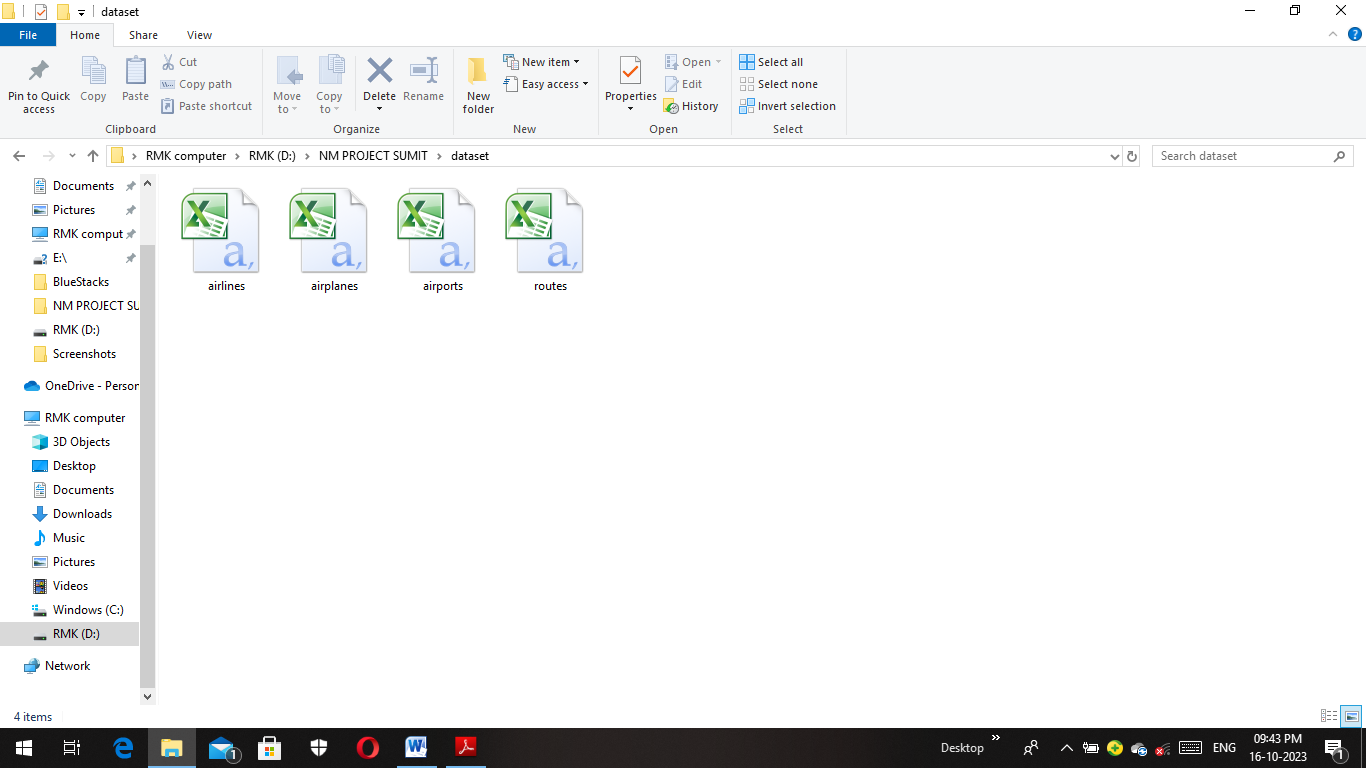 dataset
File Home Share View
Pin to Quick access
Copy
Paste
Cut
Copy path
Paste shortcut
Clipboard
Move to
Copy to
Delete
Rename
Organize
New folder
New item
Easy access
New
Properties
Open
Edit
History
Open
Select all
Select none
Invert selection
Select
RMK computer RMK (D:) NM PROJECT SUMIT dataset
Search dataset
Documents
Pictures
RMK comput
E:\
BlueStacks
NM PROJECT SU
RMK (D:)
Screenshots
OneDrive - Person
RMK computer
3D Objects
Desktop
Documents
Downloads
Music
Pictures
Videos
Windows (C:)
RMK (D:)
Network
airlines airplanes airports routes
4 items
Desktop
ENG
09:43 PM
16-10-2023